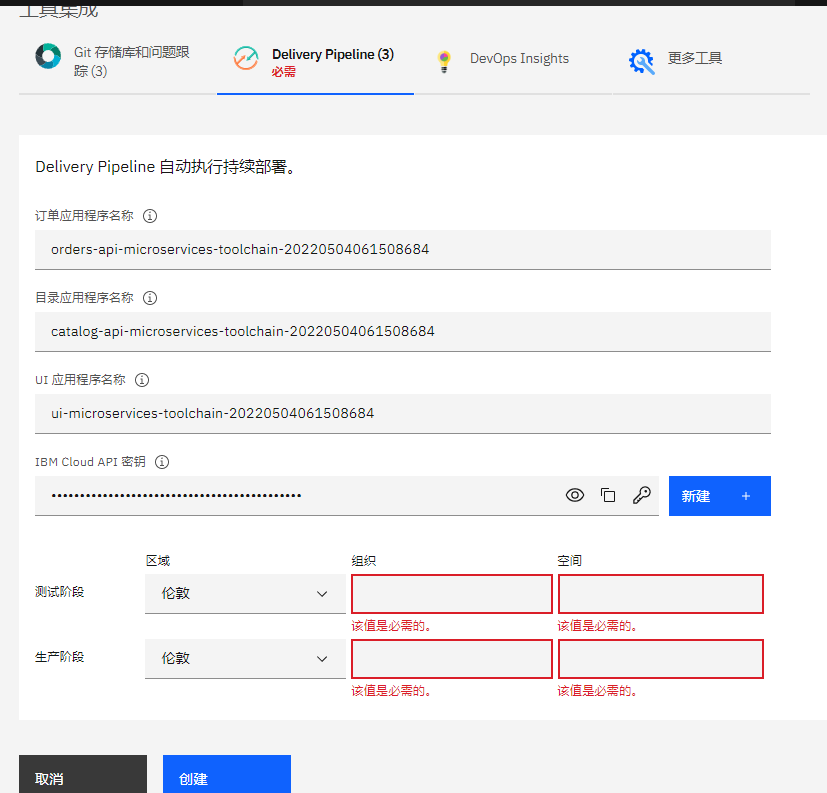 工具集成
Git 存储库和问题跟
踪 (3)
Delivery Pipeline (3)
必需
DevOps Insights
更多工具
Delivery Pipeline 自动执行持续部署。
订单应用程序名称
orders-api-microservices-toolchain-20220504061508684
目录应用程序名称
catalog-api-microservices-toolchain-20220504061508684
UI 应用程序名称
ui-microservices-toolchain-20220504061508684
IBM Cloud API 密钥
新建 +
区域 组织 空间
测试阶段 伦敦
该值是必需的。 该值是必需的。
生产阶段 伦敦
该值是必需的。 该值是必需的。
取消 创建